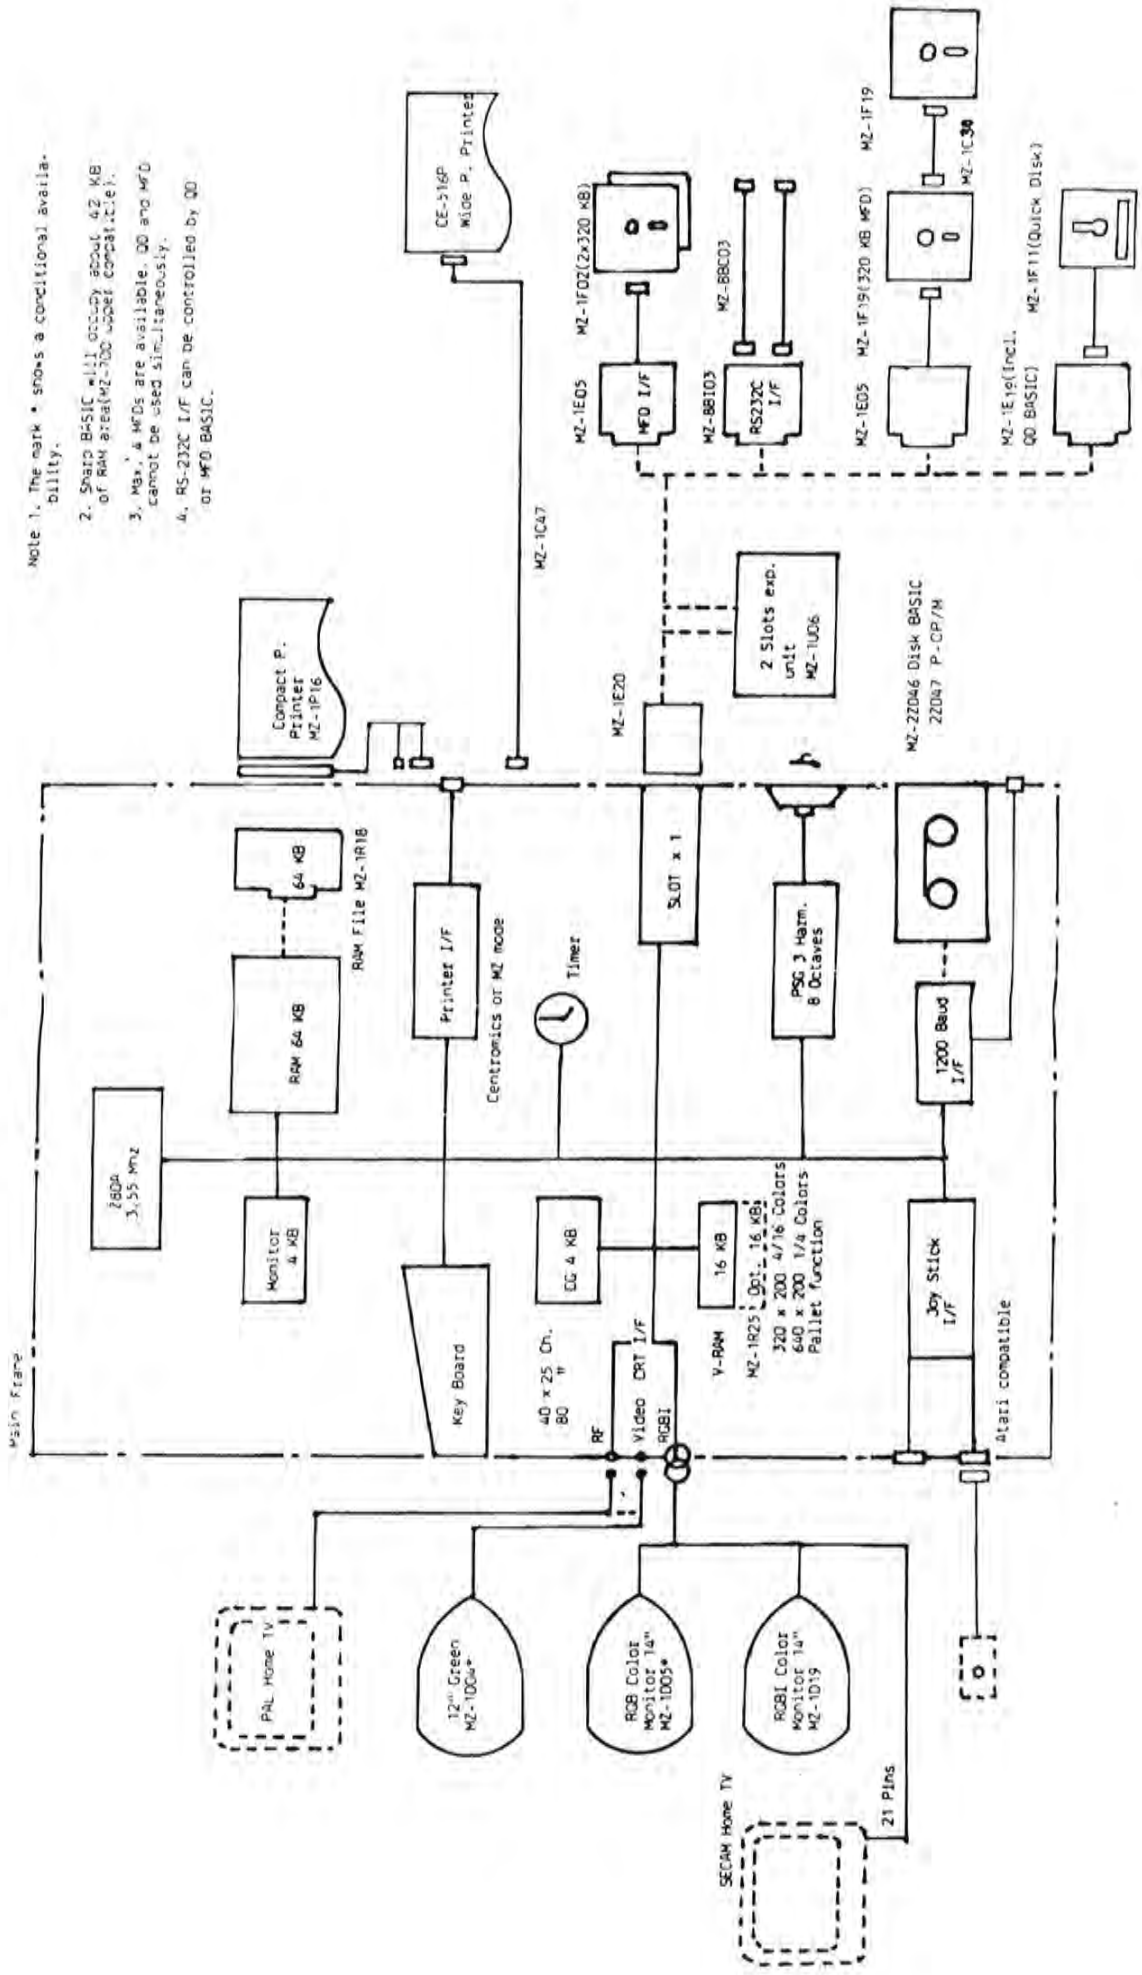 Note 1. The mark * shows a conditional availa-
bility.
2. Sharp BASIC will occupy about 42 KB
of RAM area(MZ-700 upper compatible).
3. Max. 4 MFDs are available. QD and MFD
cannot be used simultaneously.
4. RS-232C I/F can be controlled by QD
or MFD BASIC.
Main Frame
Z80A
3.55 MHz
Monitor
4 KB
RAM 64 KB
64 KB
RAM File MZ-1R18
Compact P.
Printer
MZ-1P16
CE-516P
Wide P. Printer
MZ-1C47
Key Board
Printer I/F
Centromics or MZ mode
Timer
40 x 25 Ch.
80 "
CG 4 KB
RF
Video
RGBI
CRT I/F
V-RAM
16 KB
MZ-1R25
Opt. 16 KB
320 x 200 4/16 Colors
640 x 200 1/4 Colors
Pallet function
SLOT x 1
MZ-1E20
2 Slots exp.
unit
MZ-1U06
PSG 3 Harm.
8 Octaves
1200 Baud
I/F
Joy Stick
I/F
Atari compatible
MZ-2Z046 Disk BASIC
2Z047 P-CP/M
MZ-1E05
MFD I/F
MZ-1F02(2x320 KB)
MZ-8BI03
RS232C
I/F
MZ-8BC03
MZ-1E05
MZ-1F19(320 KB MFD)
MZ-1F19
MZ-1C30
MZ-1E19(Incl.
QD BASIC)
MZ-1F11(Quick Disk)
PAL Home TV
12" Green
MZ-1D04*
RGB Color
Monitor 14"
MZ-1D05*
RGBI Color
Monitor 14"
MZ-1D19
SECAM Home TV
21 Pins